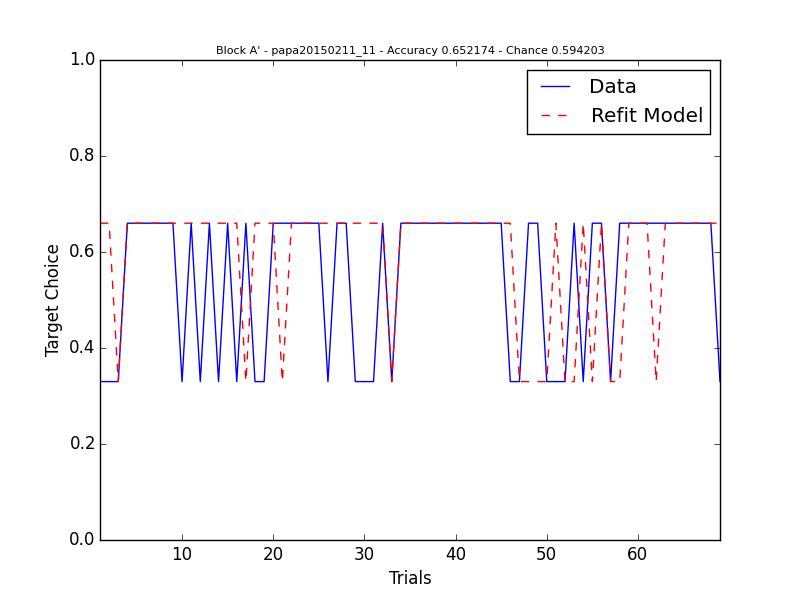 Block A' - papa20150211_11 - Accuracy 0.652174 - Chance 0.594203
1.0
0.8
0.6
0.4
0.2
0.0
Target Choice
Data
Refit Model
10 20 30 40 50 60
Trials